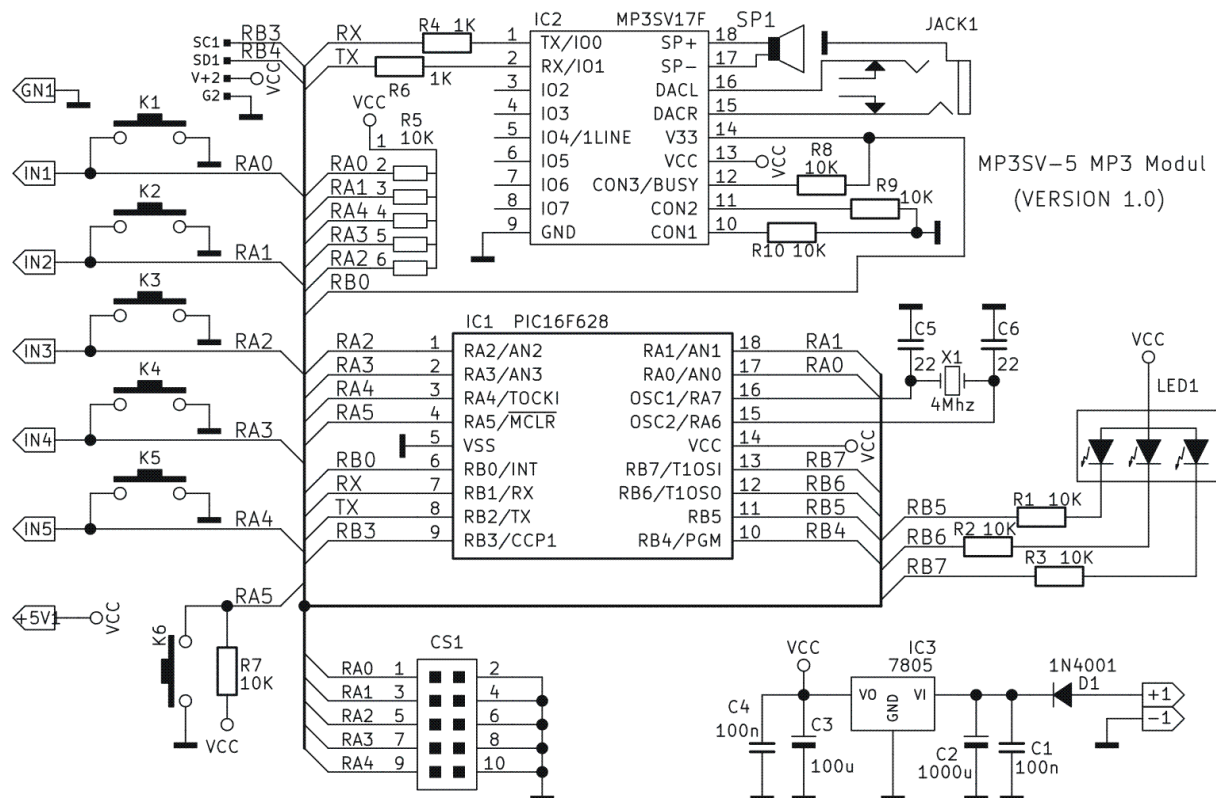 SC1 RB3
SD1 RB4
V+2 VCC
G2
GN1
K1
IN1 RA0
K2
IN2 RA1
K3
IN3 RA2
K4
IN4 RA3
K5
IN5 RA4
RA5
+5V1 VCC
K6
R7
10K
VCC
RX R4 1K
TX R6 1K
VCC
R5
10K
1
RA0 2
RA1 3
RA4 4
RA3 5
RA2 6
RB0
IC2 MP3SV17F
1 TX/IO0 SP+ 18
2 RX/IO1 SP- 17
3 IO2 DACL 16
4 IO3 DACR 15
5 IO4/1LINE V33 14
6 IO5 VCC 13 VCC
7 IO6 CON3/BUSY 12
8 IO7 CON2 11
9 GND CON1 10
SP1
JACK1
R8
10K
R9
10K
R10 10K
MP3SV-5 MP3 Modul
(VERSION 1.0)
IC1 PIC16F628
RA2 1 RA2/AN2 RA1/AN1 18 RA1
RA3 2 RA3/AN3 RA0/AN0 17 RA0
RA4 3 RA4/TOCKI OSC1/RA7 16
RA5 4 RA5/MCLR OSC2/RA6 15
5 VSS VCC 14 VCC
RB0 6 RB0/INT RB7/T1OSI 13 RB7
RX 7 RB1/RX RB6/T1OSO 12 RB6
TX 8 RB2/TX RB5 11 RB5
RB3 9 RB3/CCP1 RB4/PGM 10 RB4
C5 C6
22 X1 22
4Mhz
VCC
LED1
RB5 R1 10K
RB6 R2 10K
RB7 R3 10K
CS1
RA0 1 2
RA1 3 4
RA2 5 6
RA3 7 8
RA4 9 10
VCC
IC3
7805
VO VI
GND
C4
100n
C3
100u
C2
1000u
C1
100n
1N4001
D1
+1
-1